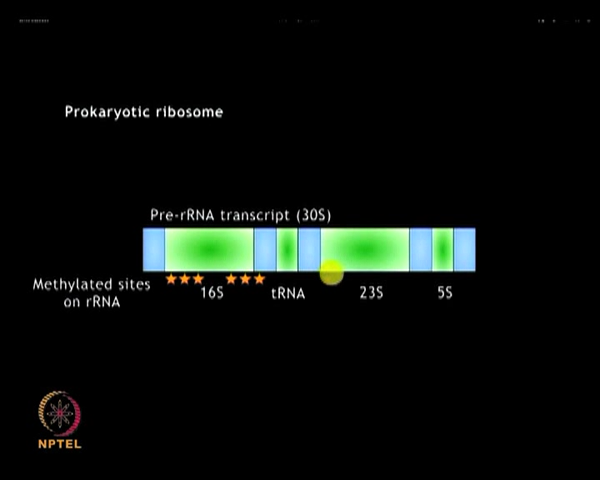 Prokaryotic ribosome
Pre-rRNA transcript (30S)
Methylated sites
on rRNA
16S
tRNA
23S
5S
NPTEL